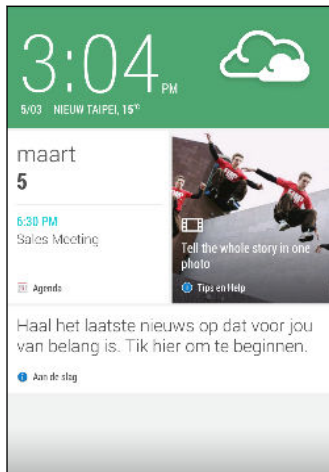 3:04 PM
5/03 NIEUW TAIPEI, 15°
maart
5
6:30 PM
Sales Meeting
Agenda
Tell the whole story in one
photo
Tips en Help
Haal het laatste nieuws op dat voor jou
van belang is. Tik hier om te beginnen.
Aan de slag